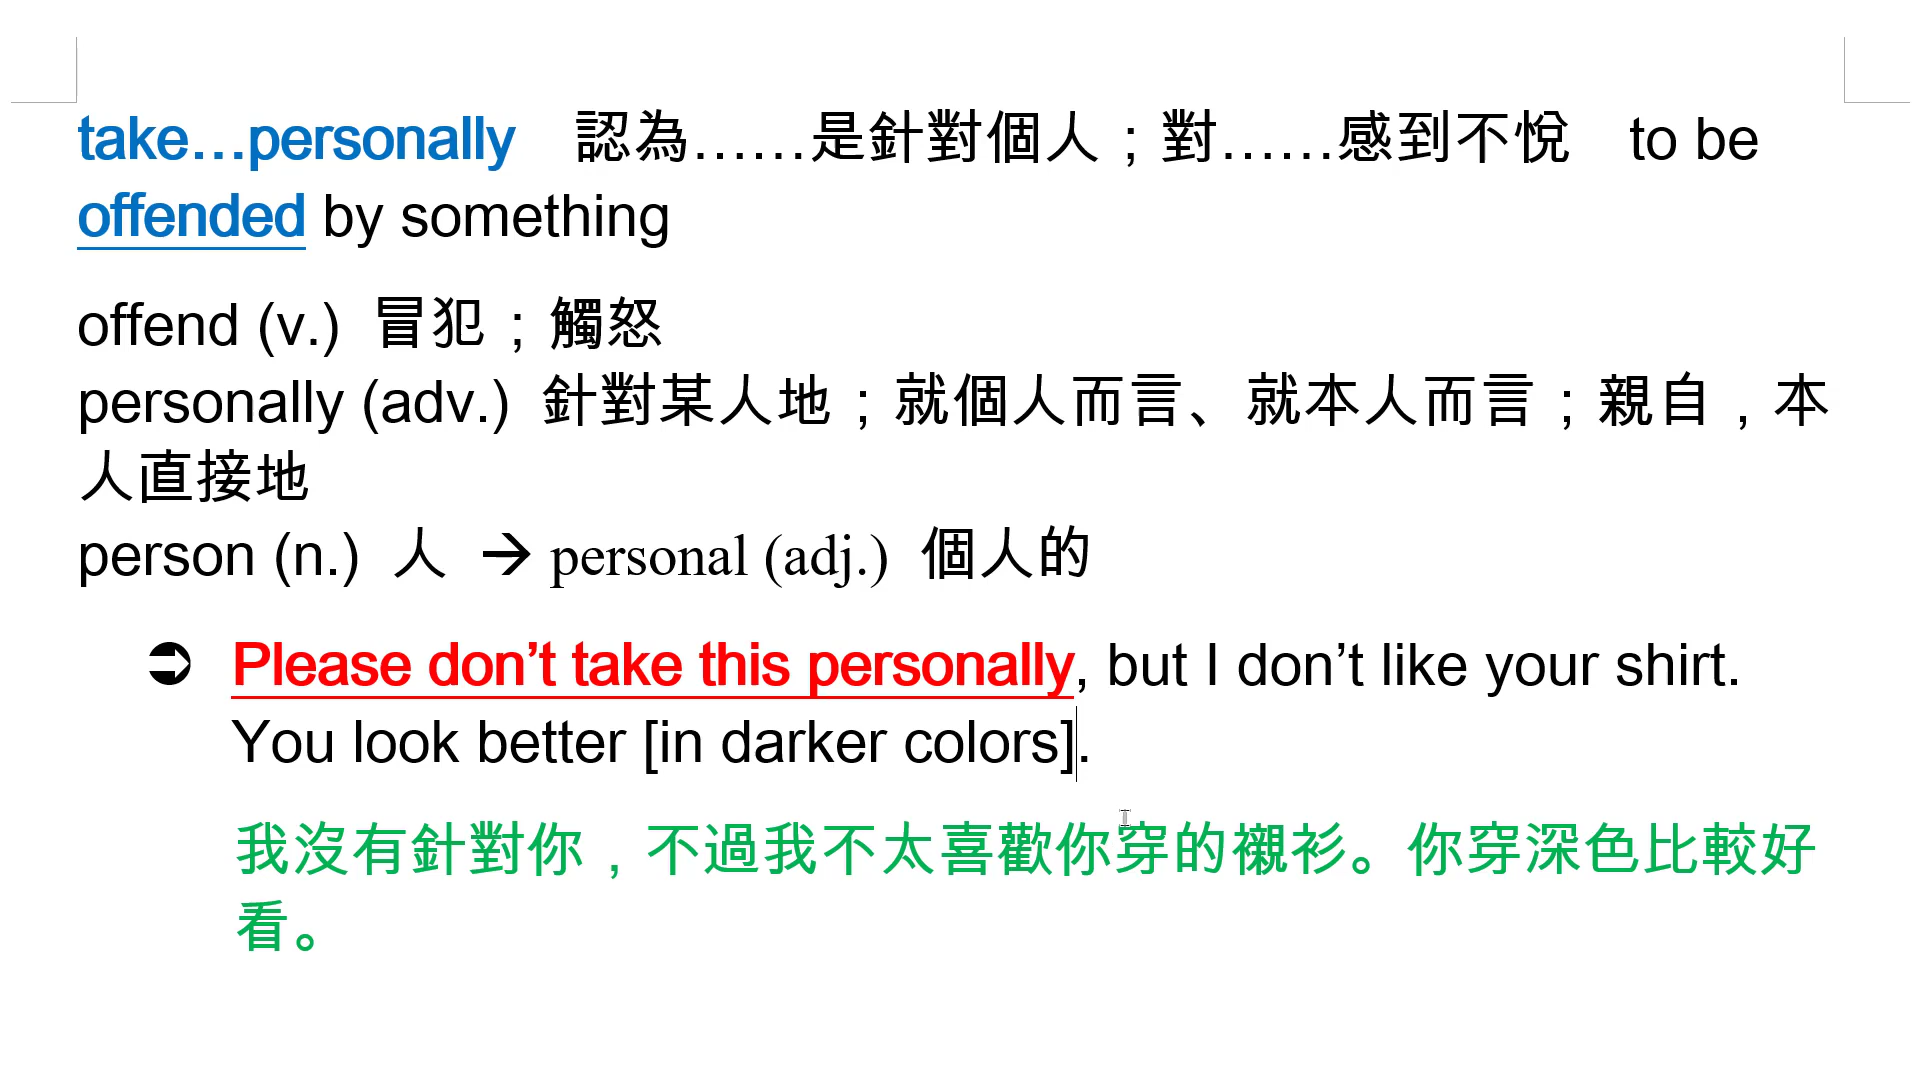 take…personally 認為……是針對個人；對……感到不悅 to be
offended by something
offend (v.) 冒犯；觸怒
personally (adv.) 針對某人地；就個人而言、就本人而言；親自，本
人直接地
person (n.) 人 → personal (adj.) 個人的
➲ Please don’t take this personally, but I don’t like your shirt.
You look better [in darker colors].
我沒有針對你，不過我不太喜歡你穿的襯衫。你穿深色比較好
看。